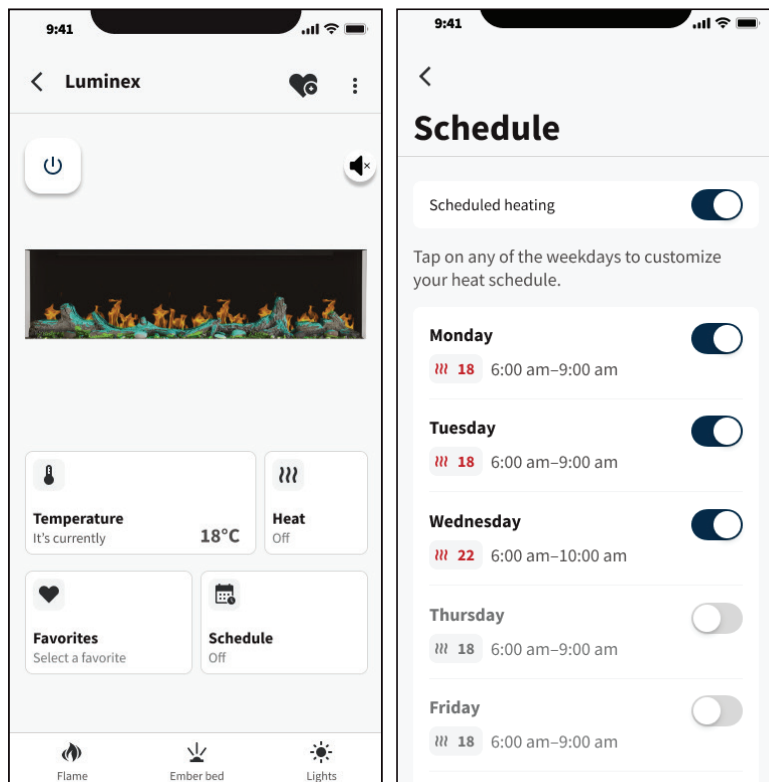 9:41
Luminex
Temperature
It's currently
18°C
Heat
Off
Favorites
Select a favorite
Schedule
Off
Flame
Ember bed
Lights
9:41
Schedule
Scheduled heating
Tap on any of the weekdays to customize
your heat schedule.
Monday
18 6:00 am–9:00 am
Tuesday
18 6:00 am–9:00 am
Wednesday
22 6:00 am–10:00 am
Thursday
18 6:00 am–9:00 am
Friday
18 6:00 am–9:00 am